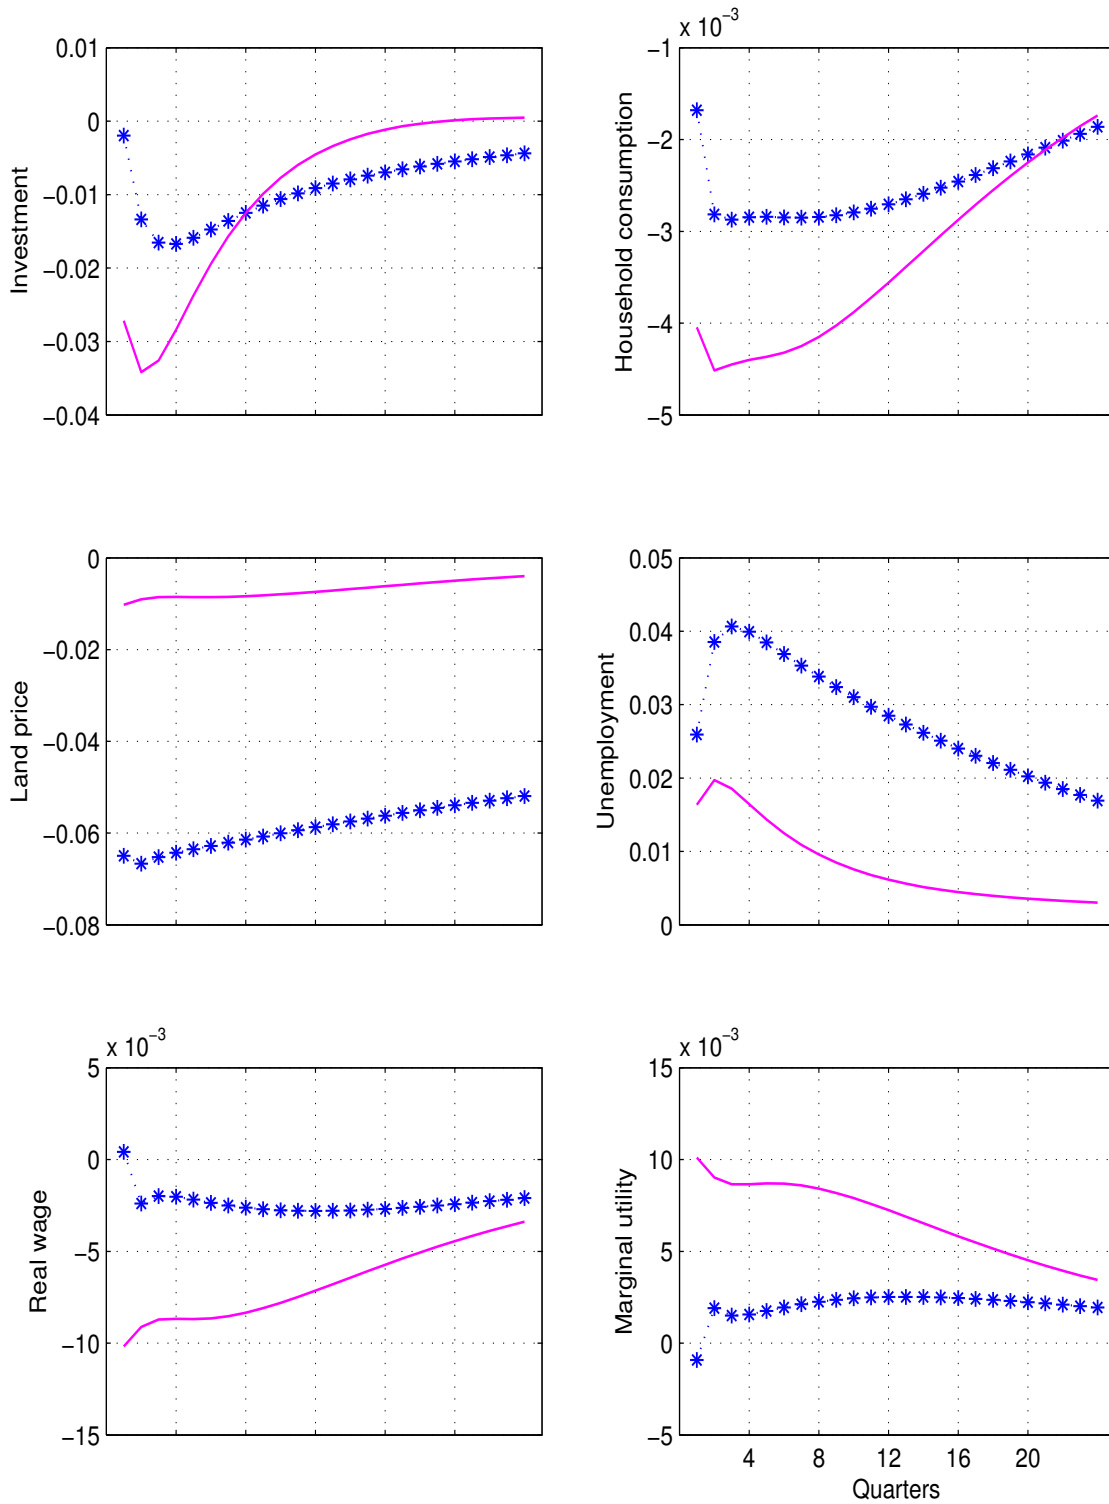 0.01
0
−0.01
−0.02
−0.03
−0.04
Investment
x 10−3
−1
−2
−3
−4
−5
Household consumption
0
−0.02
−0.04
−0.06
−0.08
Land price
0.05
0.04
0.03
0.02
0.01
0
Unemployment
x 10−3
5
0
−5
−10
−15
Real wage
x 10−3
15
10
5
0
−5
Marginal utility
4 8 12 16 20
Quarters